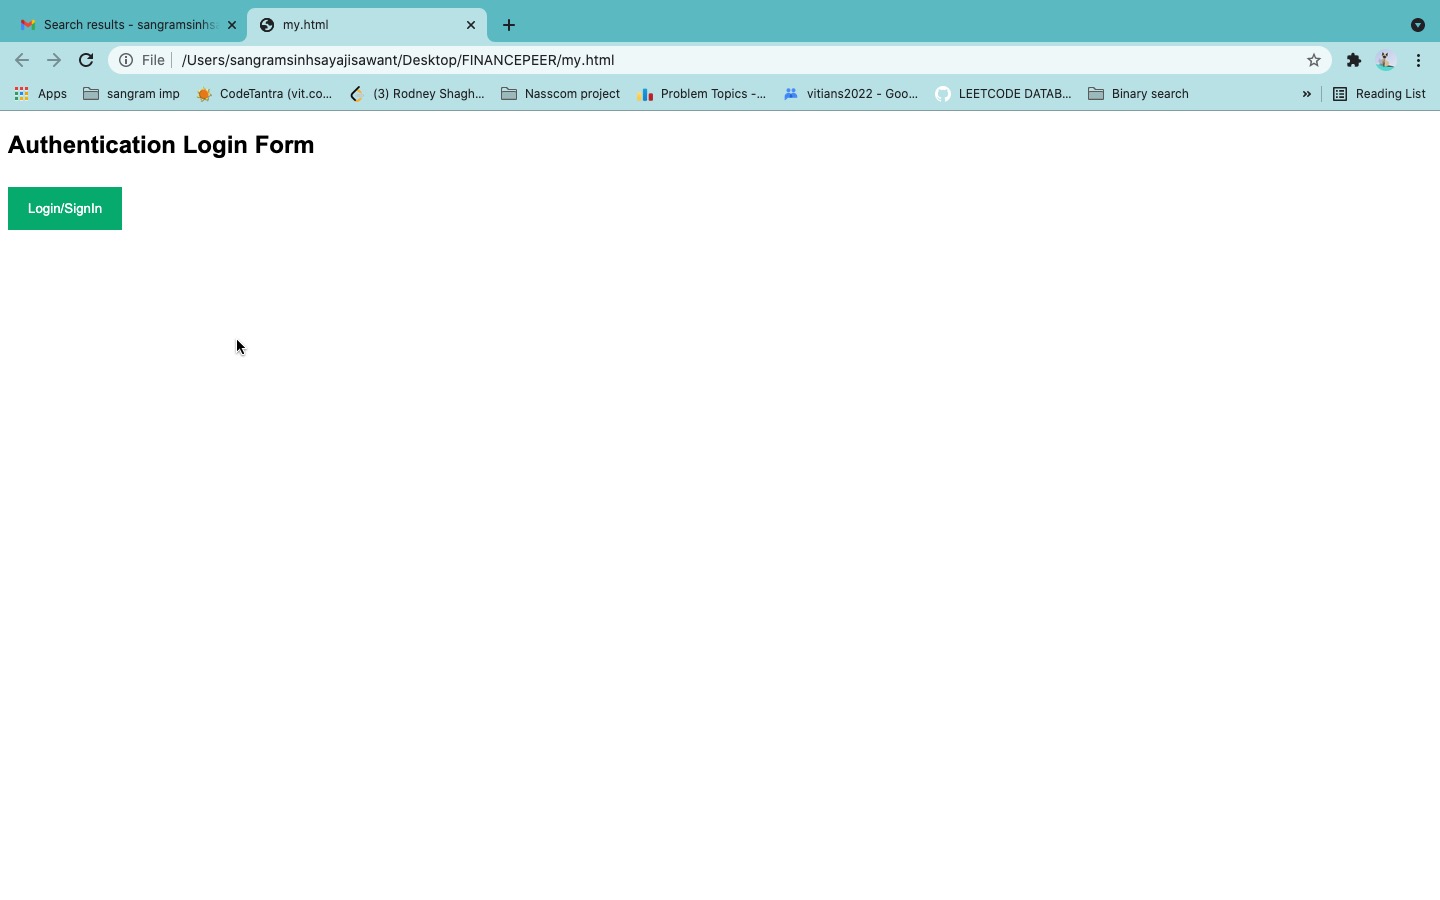 Search results - sangramsinhs
my.html
File
/Users/sangramsinhsayajisawant/Desktop/FINANCEPEER/my.html
Apps
sangram imp
CodeTantra (vit.co...
(3) Rodney Shagh...
Nasscom project
Problem Topics -...
vitians2022 - Goo...
LEETCODE DATAB...
Binary search
»
Reading List
Authentication Login Form
Login/SignIn